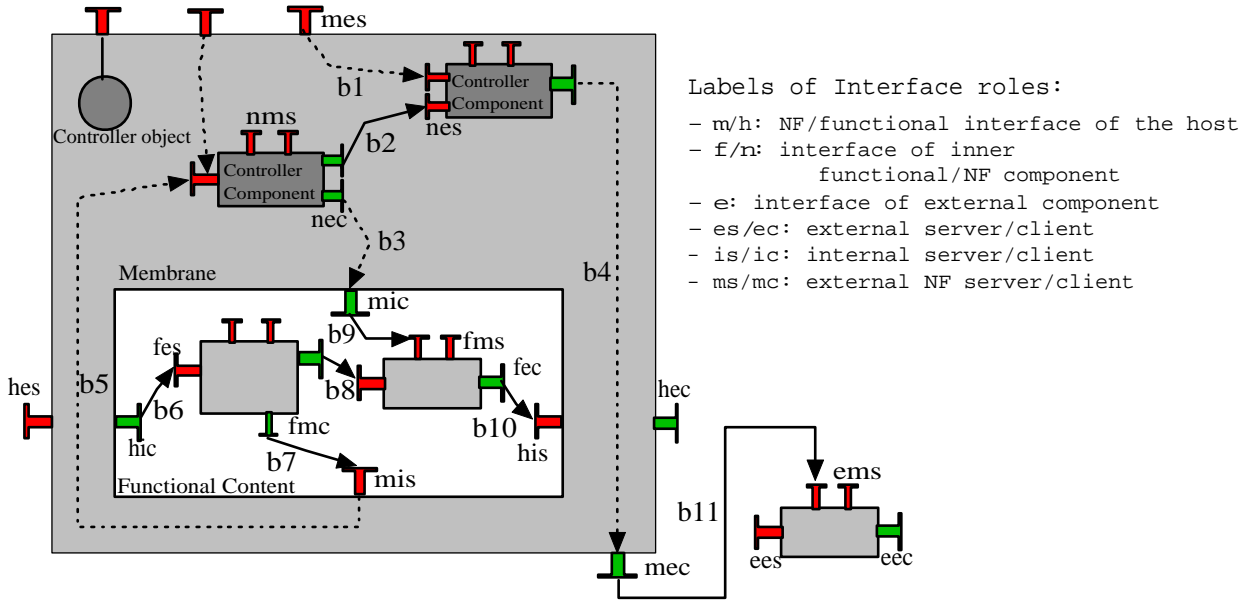 mes
b1
Controller
Component
nes
b2
Controller object
nms
Controller
Component
nec
b3
b4
Membrane
mic
b9
fms
fes
fec
b5
b6
b8
hes
hec
hic
fmc
b7
b10
his
mis
Functional Content
mec
b11
ems
ees
eec
Labels of Interface roles:
– m/h: NF/functional interface of the host
– f/n: interface of inner
functional/NF component
– e: interface of external component
– es/ec: external server/client
- is/ic: internal server/client
- ms/mc: external NF server/client